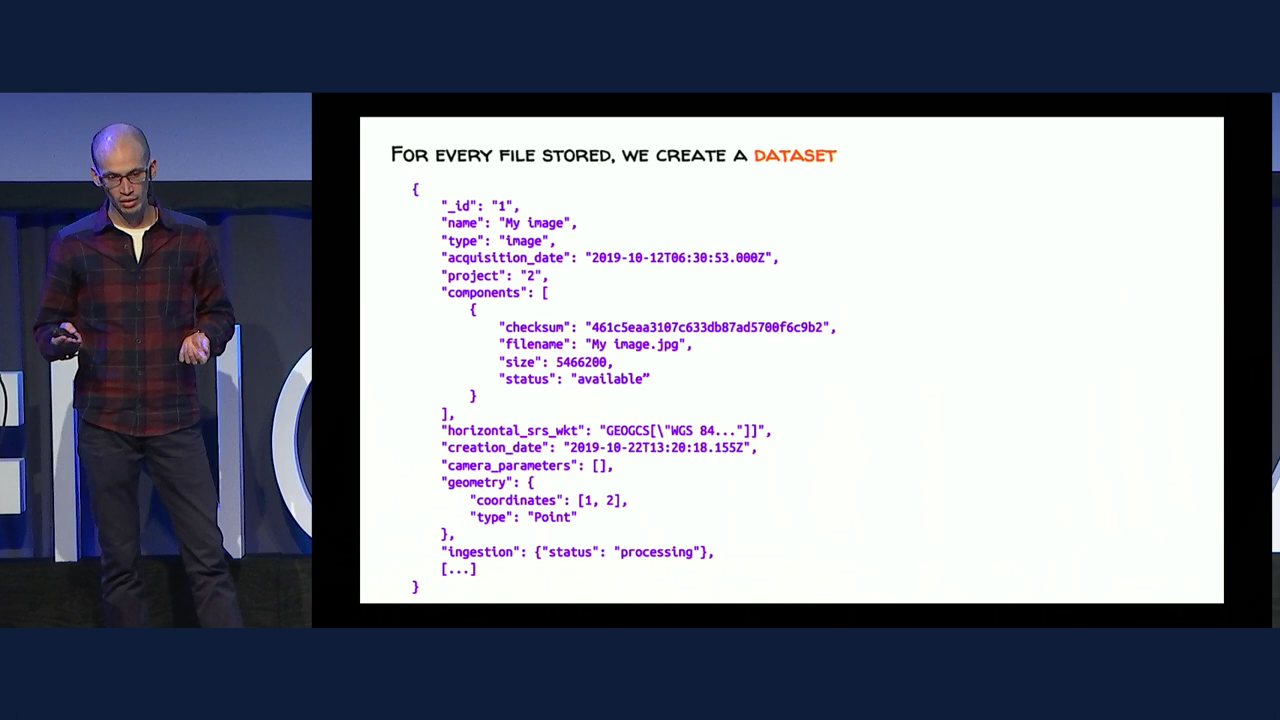 FOR EVERY FILE STORED, WE CREATE A DATASET
{
"_id": "1",
"name": "My image",
"type": "image",
"acquisition_date": "2019-10-12T06:30:53.000Z",
"project": "2",
"components": [
{
"checksum": "461c5eaa3107c633db87ad5700f6c9b2",
"filename": "My image.jpg",
"size": 5466200,
"status": "available”
}
],
"horizontal_srs_wkt": "GEOGCS[\"WGS 84..."]]",
"creation_date": "2019-10-22T13:20:18.155Z",
"camera_parameters": [],
"geometry": {
"coordinates": [1, 2],
"type": "Point"
},
"ingestion": {"status": "processing"},
[...]
}